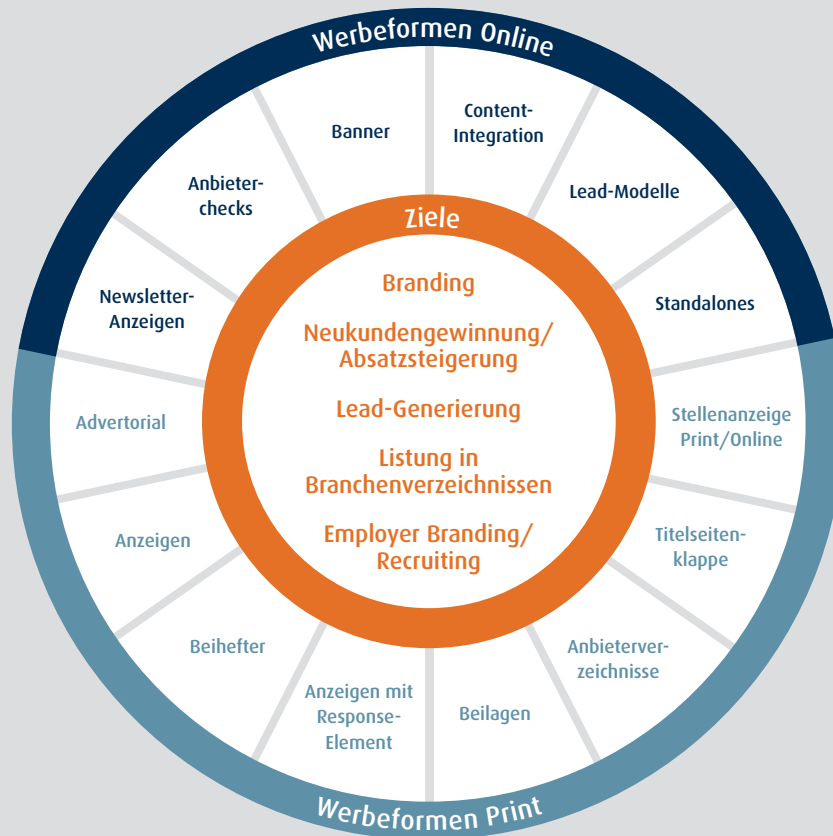 Werbeformen Online
Banner
Content-
Integration
Anbieter-
checks
Lead-Modelle
Newsletter-
Anzeigen
Standalones
Ziele
Branding
Neukundengewinnung/
Absatzsteigerung
Lead-Generierung
Listung in
Branchenverzeichnissen
Employer Branding/
Recruiting
Advertorial
Stellenanzeige
Print/Online
Anzeigen
Titelseiten-
klappe
Beihefter
Anbieterver-
zeichnisse
Anzeigen mit
Response-
Element
Beilagen
Werbeformen Print